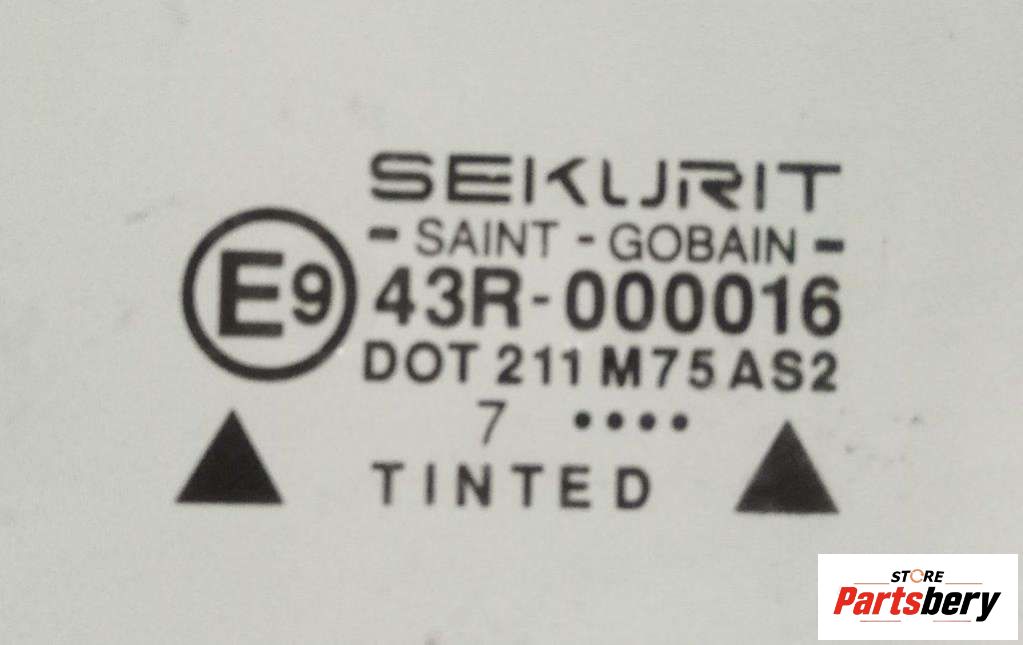 SEKURIT
- SAINT - GOBAIN -
E9 43R-000016
DOT 211 M75 AS2
7 ••••
TINTED
STORE
Partsbery